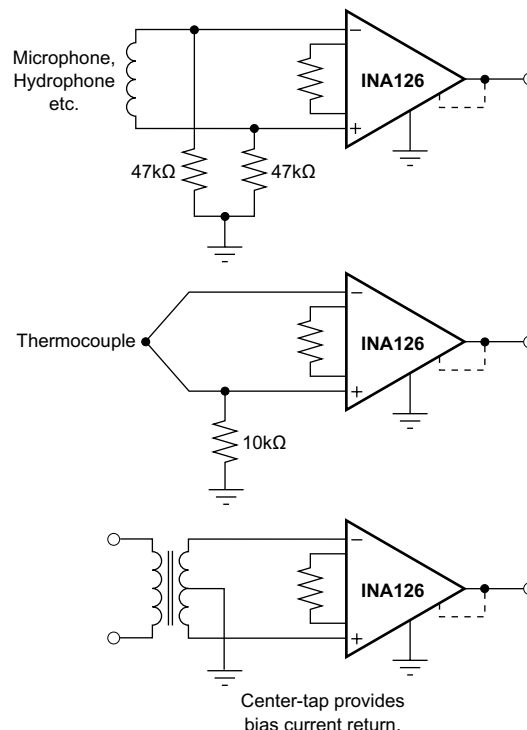 Microphone,
Hydrophone
etc.
−
INA126
+
47kΩ
47kΩ
−
Thermocouple
INA126
+
10kΩ
−
INA126
+
Center-tap provides
bias current return.